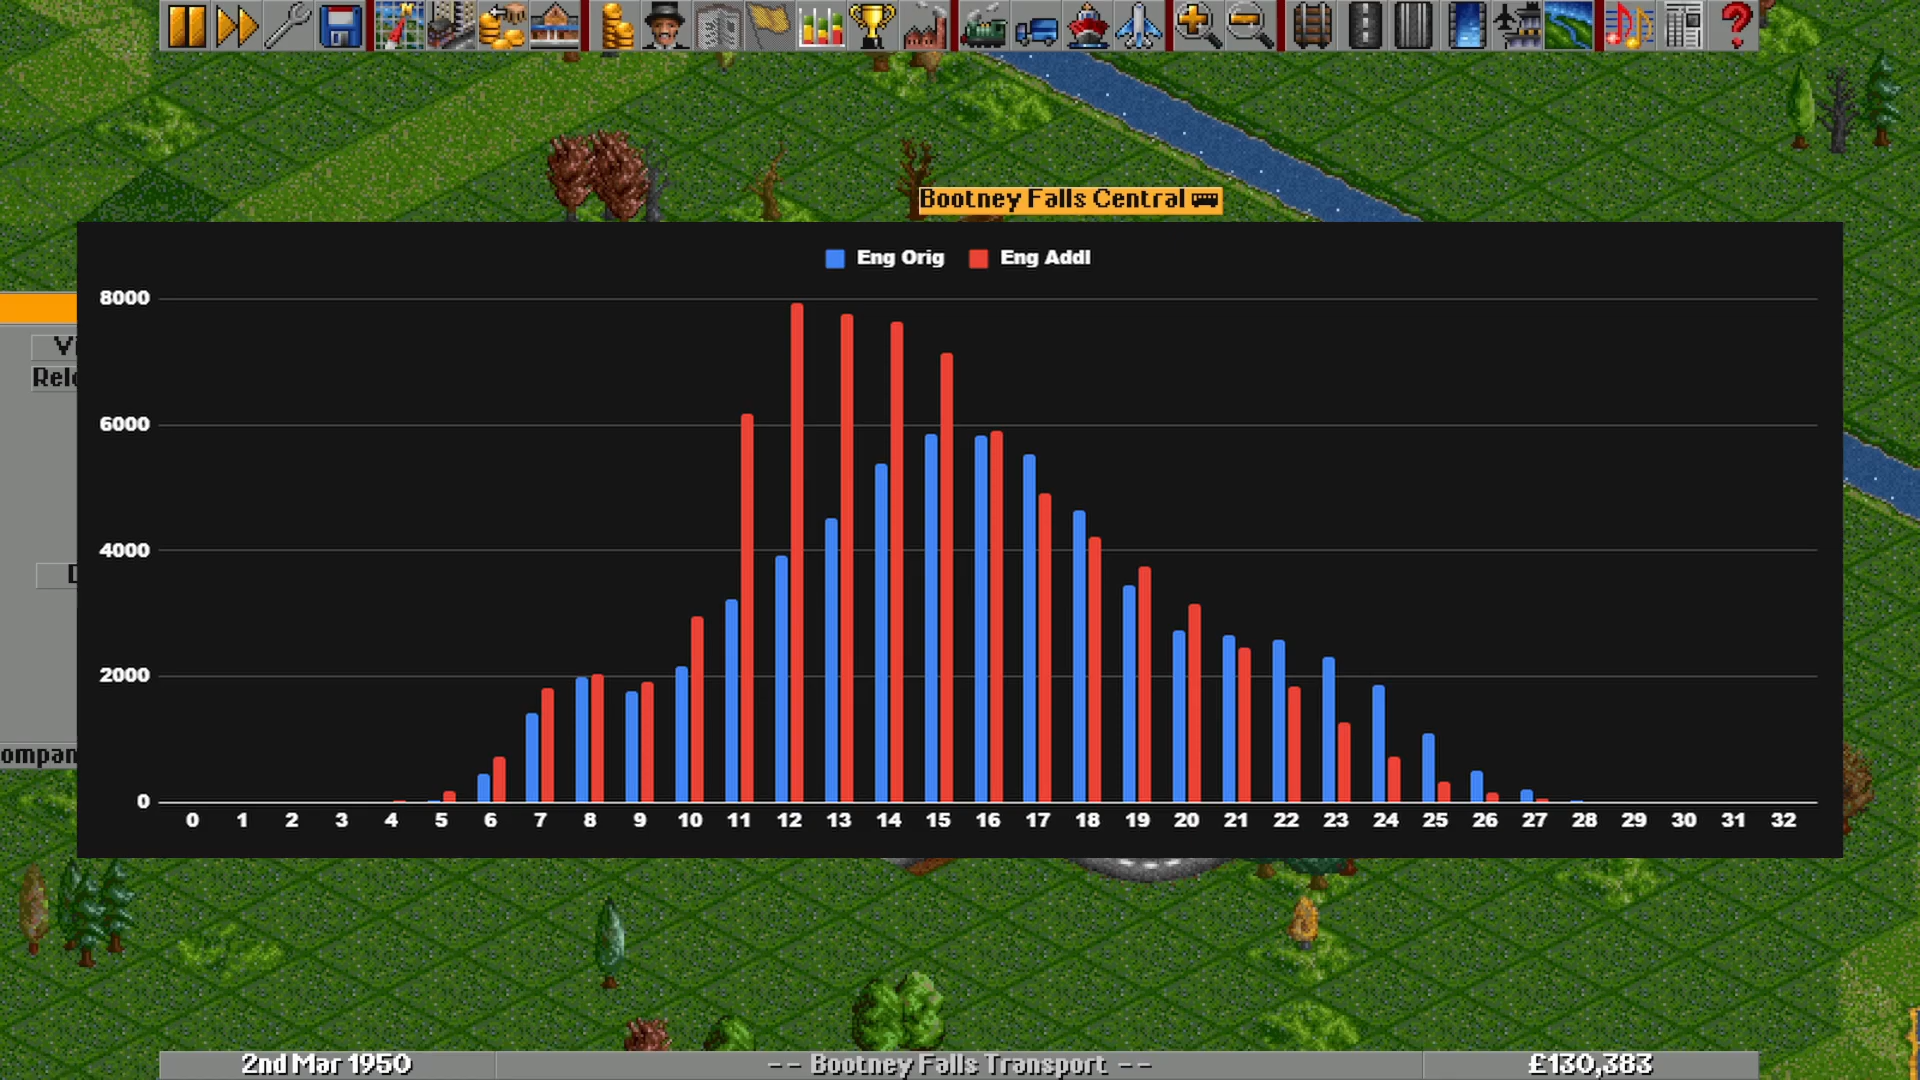 Bootney Falls Central
Eng Orig Eng Addl
8000
6000
4000
2000
0
0 1 2 3 4 5 6 7 8 9 10 11 12 13 14 15 16 17 18 19 20 21 22 23 24 25 26 27 28 29 30 31 32
2nd Mar 1950 -- Bootney Falls Transport -- £130,383